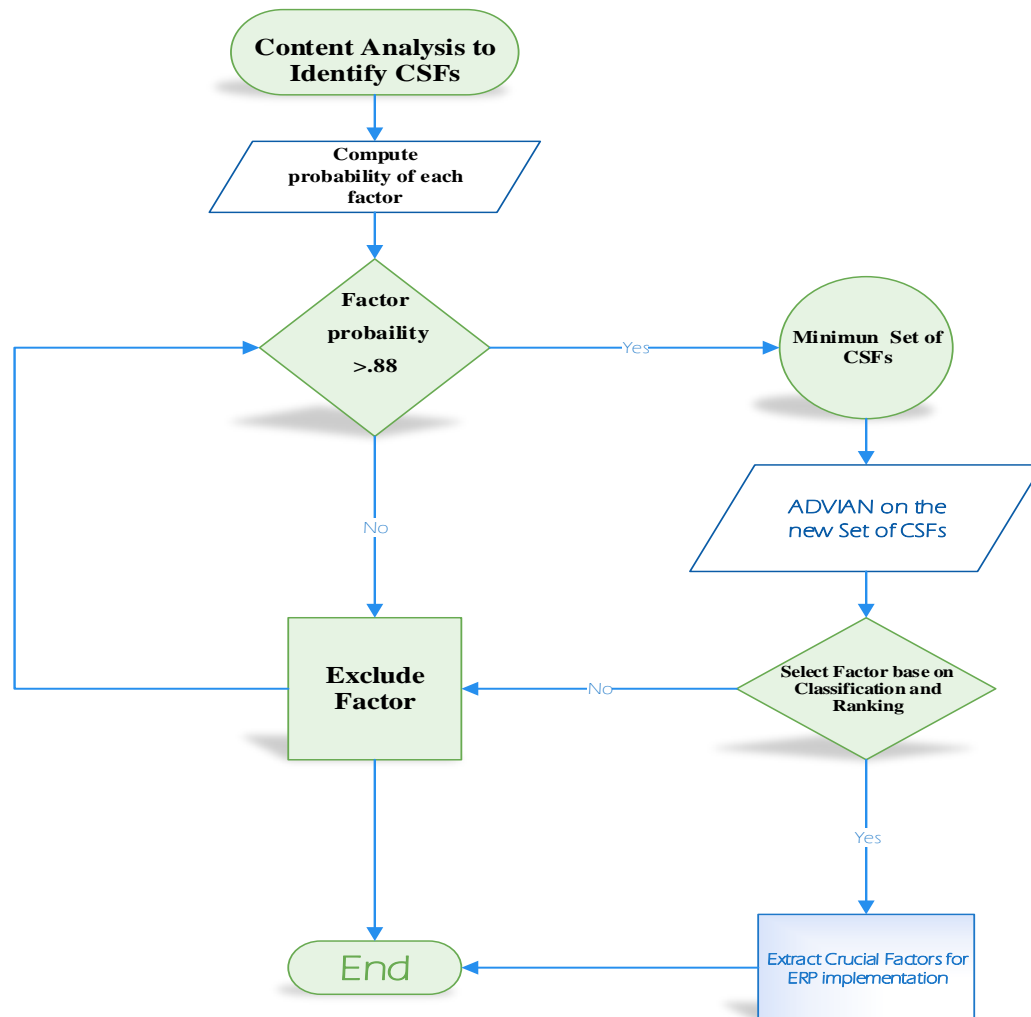 Content Analysis to
Identify CSFs
Compute
probability of each
factor
Factor
probaility
>.88
Yes
Minimun Set of
CSFs
ADVIAN on the
new Set of CSFs
No
Exclude
Factor
No
Select Factor base on
Classification and
Ranking
Yes
End
Extract Crucial Factors for
ERP implementation